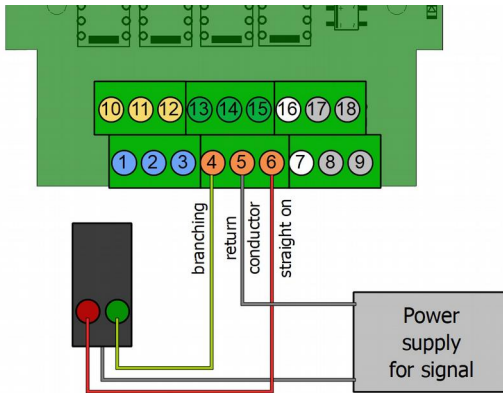 10 11 12 13 14 15 16 17 18
1 2 3 4 5 6 7 8 9
branching
return
conductor
straight on
Power
supply
for signal